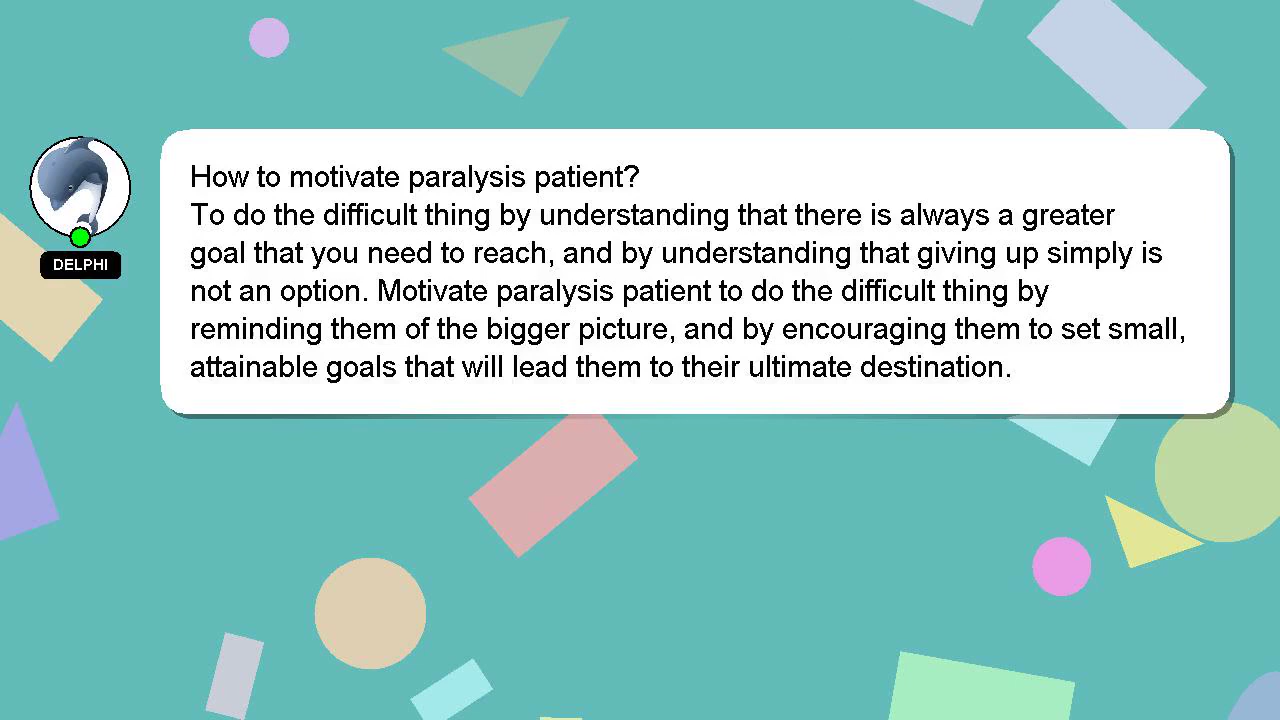 How to motivate paralysis patient?
To do the difficult thing by understanding that there is always a greater
goal that you need to reach, and by understanding that giving up simply is
not an option. Motivate paralysis patient to do the difficult thing by
reminding them of the bigger picture, and by encouraging them to set small,
attainable goals that will lead them to their ultimate destination.
DELPHI